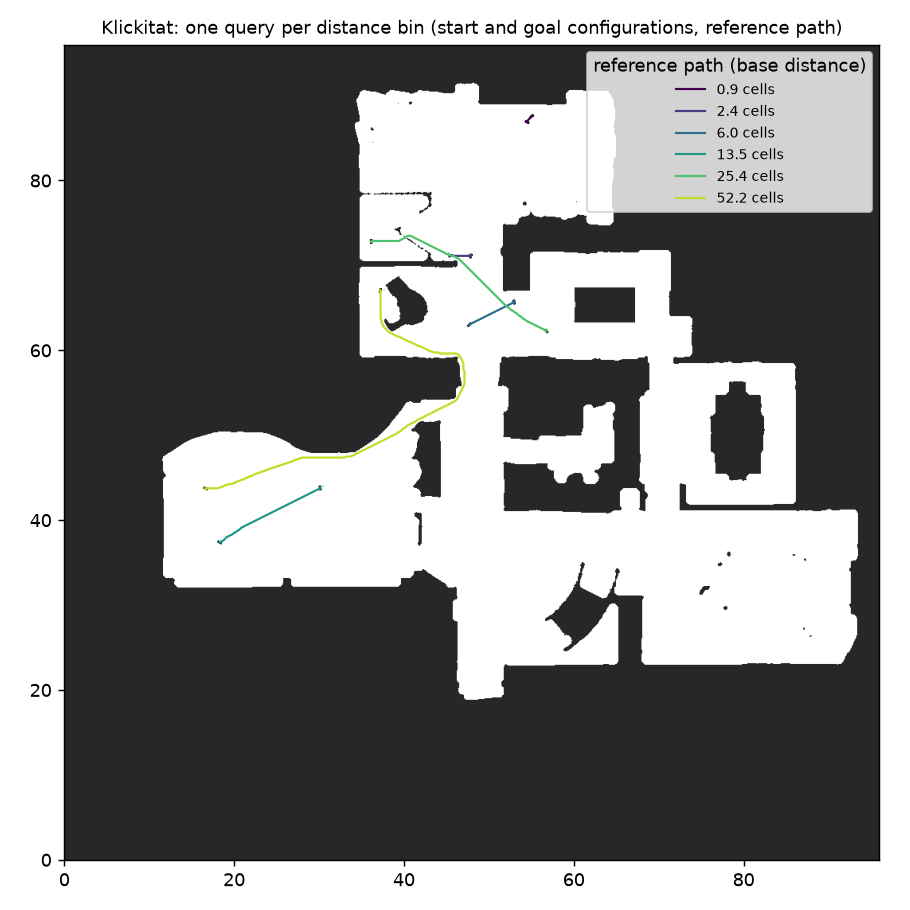 Klickitat: one query per distance bin (start and goal configurations, reference path)
reference path (base distance)
0.9 cells
2.4 cells
6.0 cells
13.5 cells
25.4 cells
52.2 cells
80
60
40
20
0
0 20 40 60 80